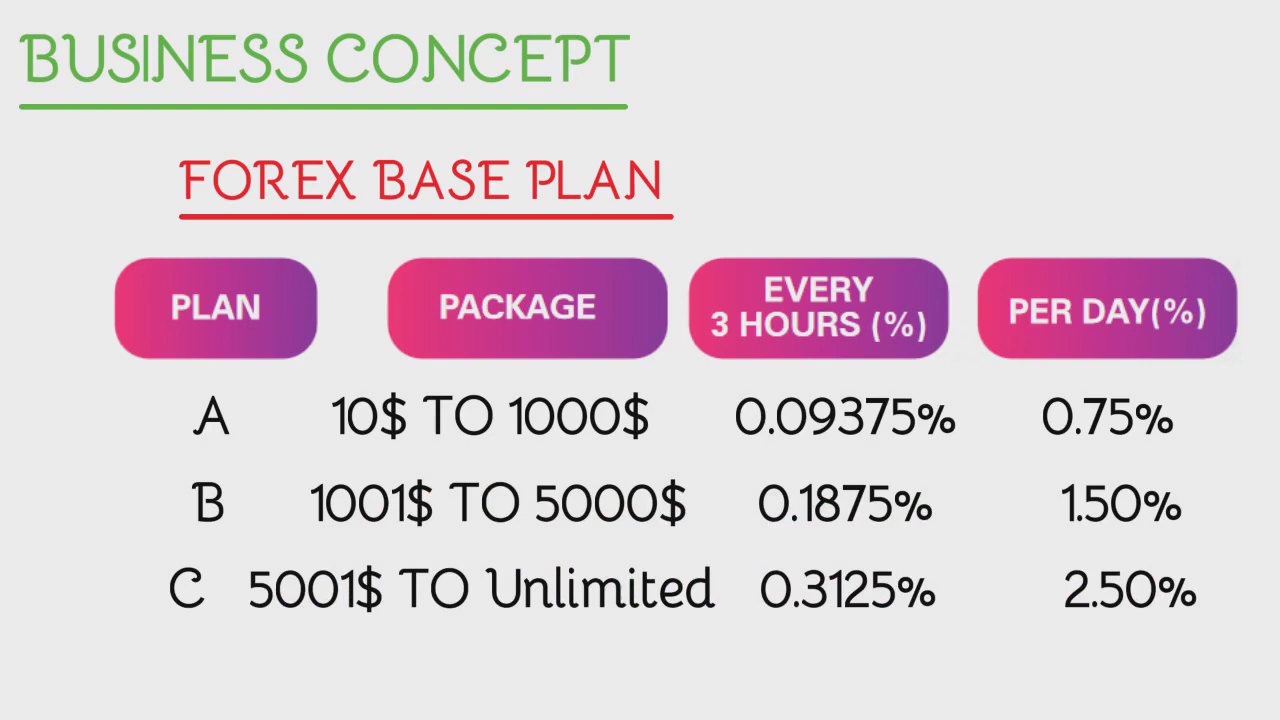 BUSINESS CONCEPT
FOREX BASE PLAN
PLAN PACKAGE EVERY 3 HOURS (%) PER DAY(%)
A 10$ TO 1000$ 0.09375% 0.75%
B 1001$ TO 5000$ 0.1875% 1.50%
C 5001$ TO Unlimited 0.3125% 2.50%